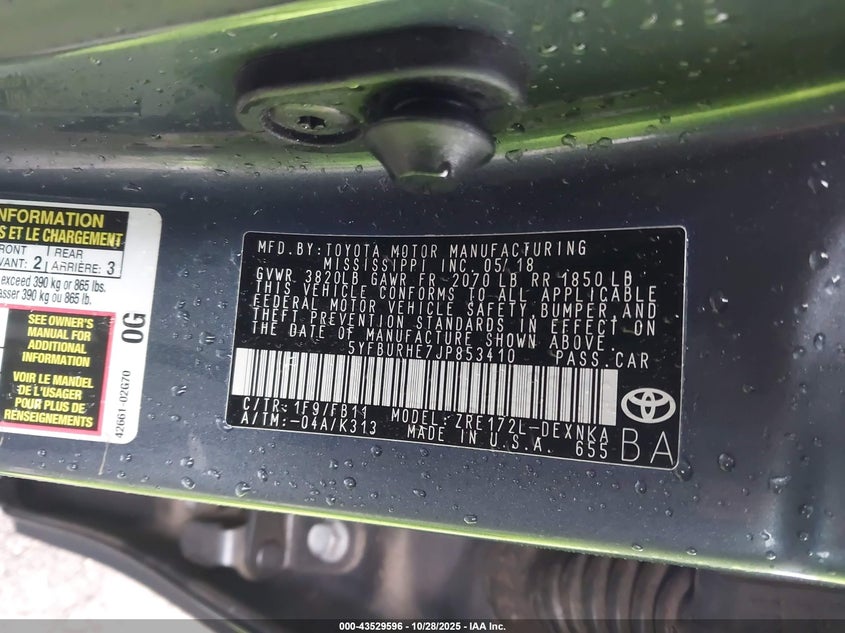 NFORMATION
S ET LE CHARGEMENT
FRONT
VANT: 2
REAR
ARRIÈRE: 3
exceed 390 kg or 865 lbs.
asser 390 kg ou 865 lb.
SEE OWNER'S
MANUAL FOR
ADDITIONAL
INFORMATION
VOIR LE MANUEL
DE L'USAGER
POUR PLUS DE
RENSEIGNEMENTS
0G
42661-02G70
MFD. BY: TOYOTA MOTOR MANUFACTURING
MISSISSIPPI INC. 05/18
GVWR 3820LB GAWR FR 2070 LB RR 1850 LB
THIS VEHICLE CONFORMS TO ALL APPLICABLE
FEDERAL MOTOR VEHICLE SAFETY, BUMPER, AND
THEFT PREVENTION STANDARDS IN EFFECT ON
THE DATE OF MANUFACTURE SHOWN ABOVE.
5YFBURHE7JP853410 PASS.CAR
C/TR: 1F9/FB11 MODEL: ZRE172L-DEXNKA
A/TM: -04A/K313 MADE IN U.S.A. 655
BA
000-43529596 - 10/28/2025 - IAA Inc.